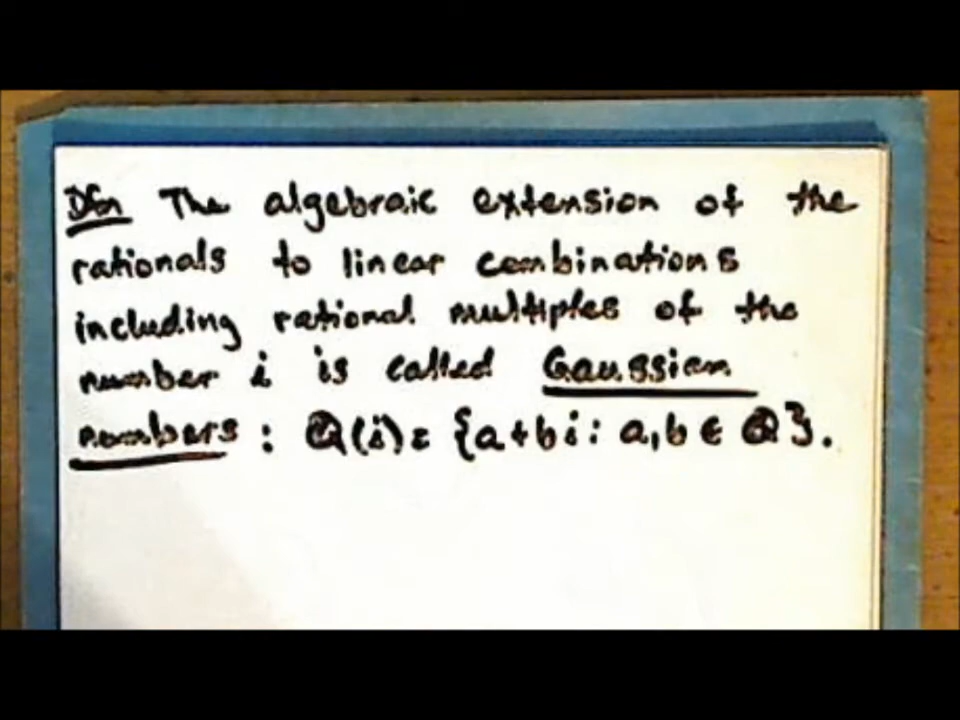 Dfn The algebraic extension of the
rationals to linear combinations
including rational multiples of the
number i is called Gaussian
numbers : ℚ(i) = {a+bi : a,b ∈ ℚ}.